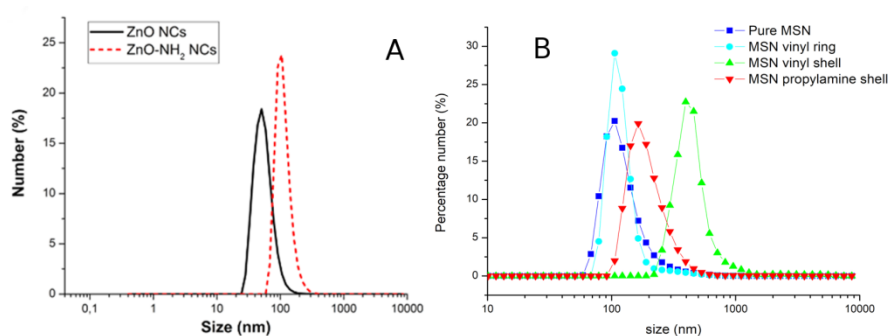 ZnO NCs
ZnO-NH₂ NCs
A
Number (%)
25
20
15
10
5
0
0,1
1
10
100
1000
10000
Size (nm)
B
Pure MSN
MSN vinyl ring
MSN vinyl shell
MSN propylamine shell
Percentage number (%)
35
30
25
20
15
10
5
0
10
100
1000
10000
size (nm)